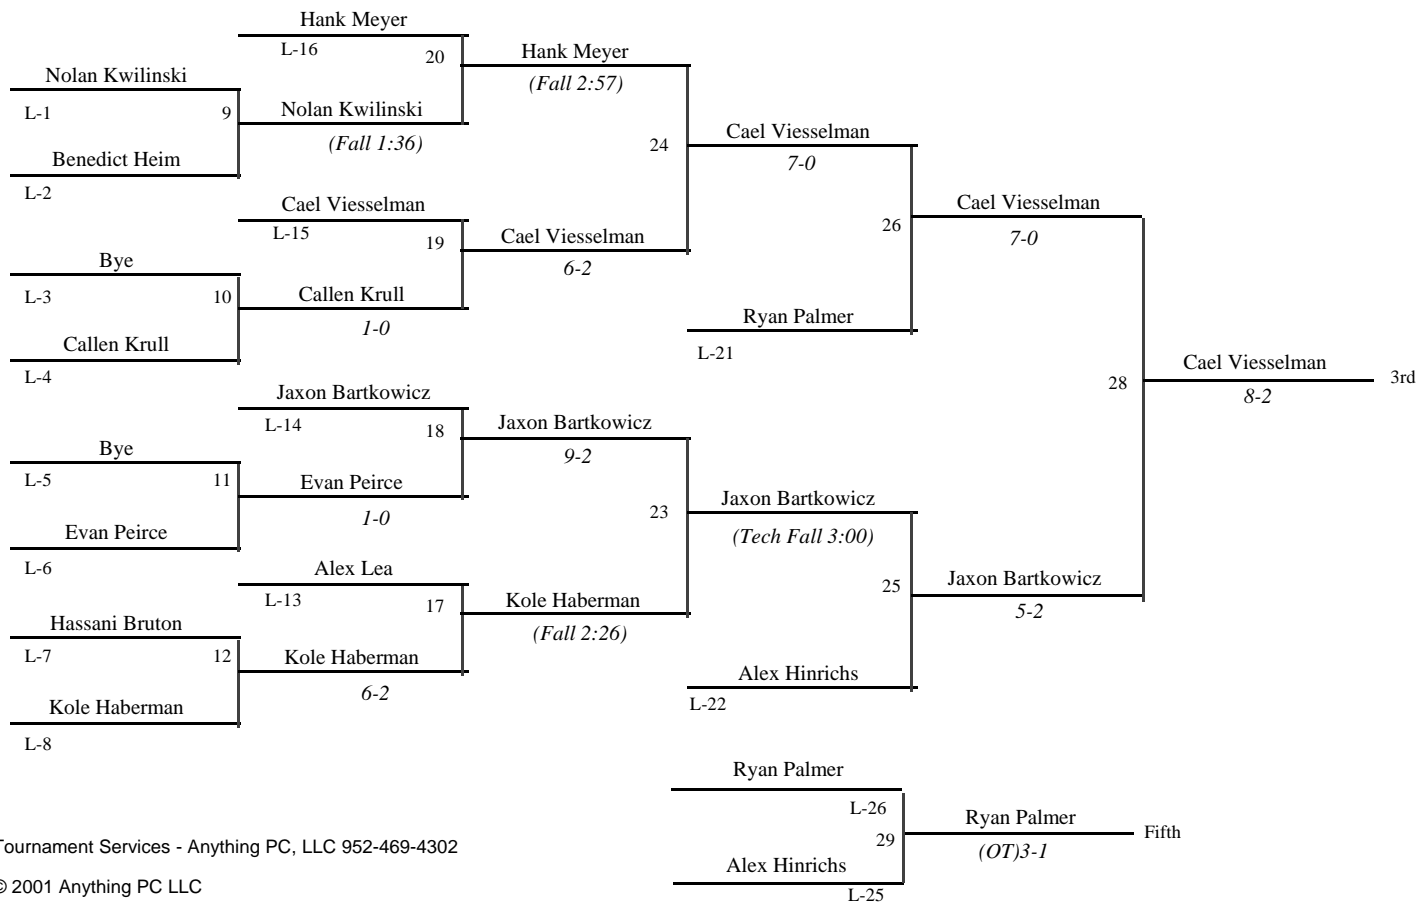 Hank Meyer
L-16
20
Hank Meyer
(Fall 2:57)
Nolan Kwilinski
L-1
9
Nolan Kwilinski
(Fall 1:36)
Benedict Heim
L-2
24
Cael Viesselman
7-0
Cael Viesselman
L-15
19
Cael Viesselman
6-2
Bye
L-3
10
Callen Krull
1-0
Callen Krull
L-4
26
Cael Viesselman
7-0
Ryan Palmer
L-21
Jaxon Bartkowicz
L-14
18
Jaxon Bartkowicz
9-2
Bye
L-5
11
Evan Peirce
1-0
Evan Peirce
L-6
23
Jaxon Bartkowicz
(Tech Fall 3:00)
28
Cael Viesselman
8-2
3rd
Alex Lea
L-13
17
Kole Haberman
(Fall 2:26)
Hassani Bruton
L-7
12
Kole Haberman
6-2
Kole Haberman
L-8
25
Jaxon Bartkowicz
5-2
Alex Hinrichs
L-22
Ryan Palmer
L-26
29
Ryan Palmer
(OT)3-1
Fifth
Alex Hinrichs
L-25
Tournament Services - Anything PC, LLC 952-469-4302
© 2001 Anything PC LLC